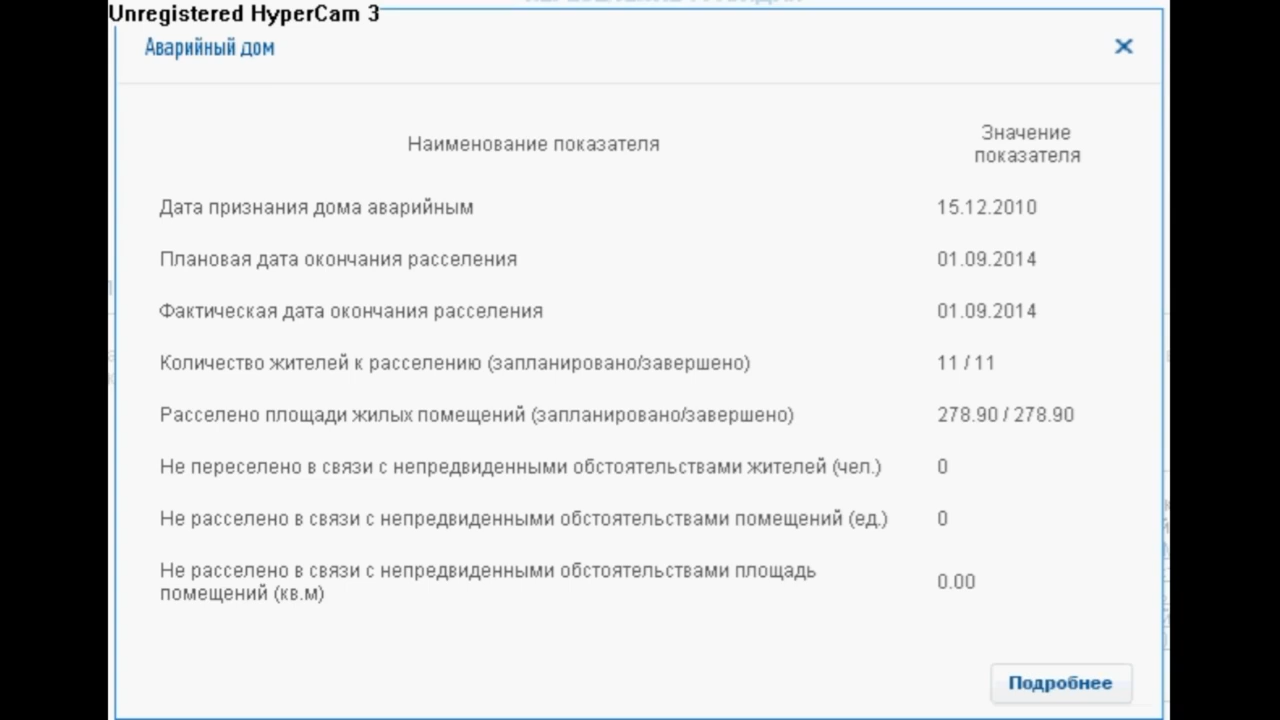 Unregistered HyperCam 3
Аварийный дом
Наименование показателя
Значение
показателя
Дата признания дома аварийным 15.12.2010
Плановая дата окончания расселения 01.09.2014
Фактическая дата окончания расселения 01.09.2014
Количество жителей к расселению (запланировано/завершено) 11 / 11
Расселено площади жилых помещений (запланировано/завершено) 278.90 / 278.90
Не переселено в связи с непредвиденными обстоятельствами жителей (чел.) 0
Не расселено в связи с непредвиденными обстоятельствами помещений (ед.) 0
Не расселено в связи с непредвиденными обстоятельствами площадь
помещений (кв.м) 0.00
Подробнее